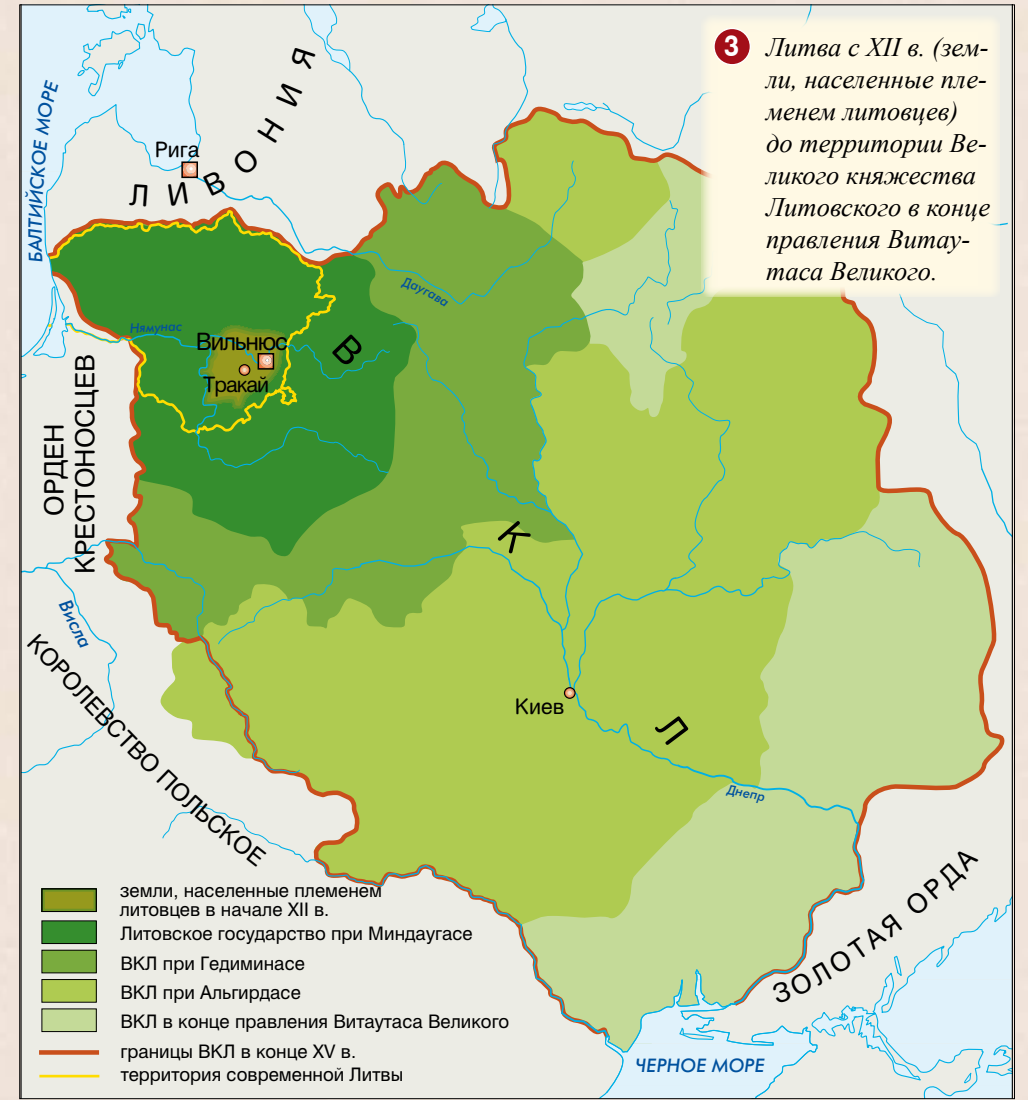 3
Литва с XII в. (зем-
ли, населенные пле-
менем литовцев)
до территории Ве-
ликого княжества
Литовского в конце
правления Витау-
таса Великого.
БАЛТИЙСКОЕ МОРЕ
Рига
ЛИВОНИЯ
Даугава
Нямунас
Вильнюс
Тракай
В
К
Л
ОРДЕН
КРЕСТОНОСЦЕВ
Висла
КОРОЛЕВСТВО ПОЛЬСКОЕ
Киев
Днепр
ЗОЛОТАЯ ОРДА
ЧЕРНОЕ МОРЕ
земли, населенные племенем
литовцев в начале XII в.
Литовское государство при Миндаугасе
ВКЛ при Гедиминасе
ВКЛ при Альгирдасе
ВКЛ в конце правления Витаутаса Великого
границы ВКЛ в конце XV в.
территория современной Литвы